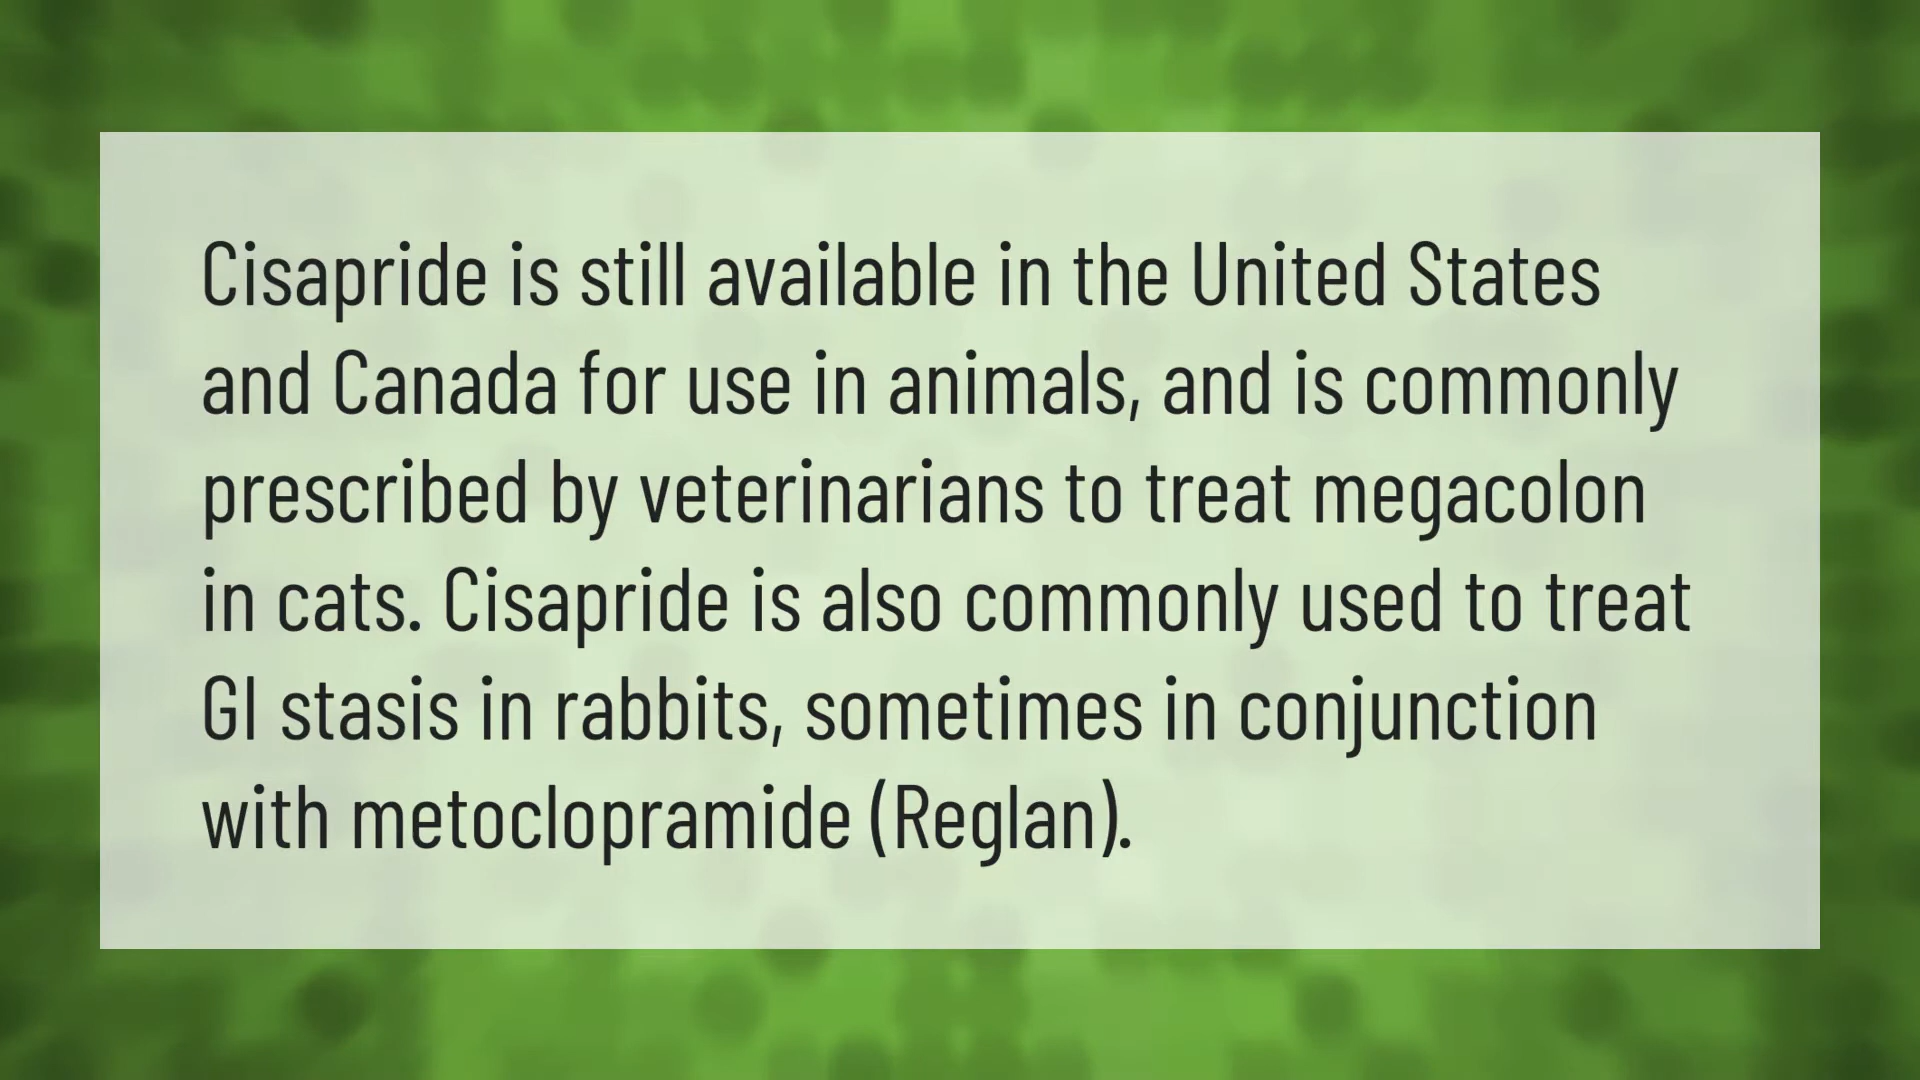 Cisapride is still available in the United States
and Canada for use in animals, and is commonly
prescribed by veterinarians to treat megacolon
in cats. Cisapride is also commonly used to treat
GI stasis in rabbits, sometimes in conjunction
with metoclopramide (Reglan).